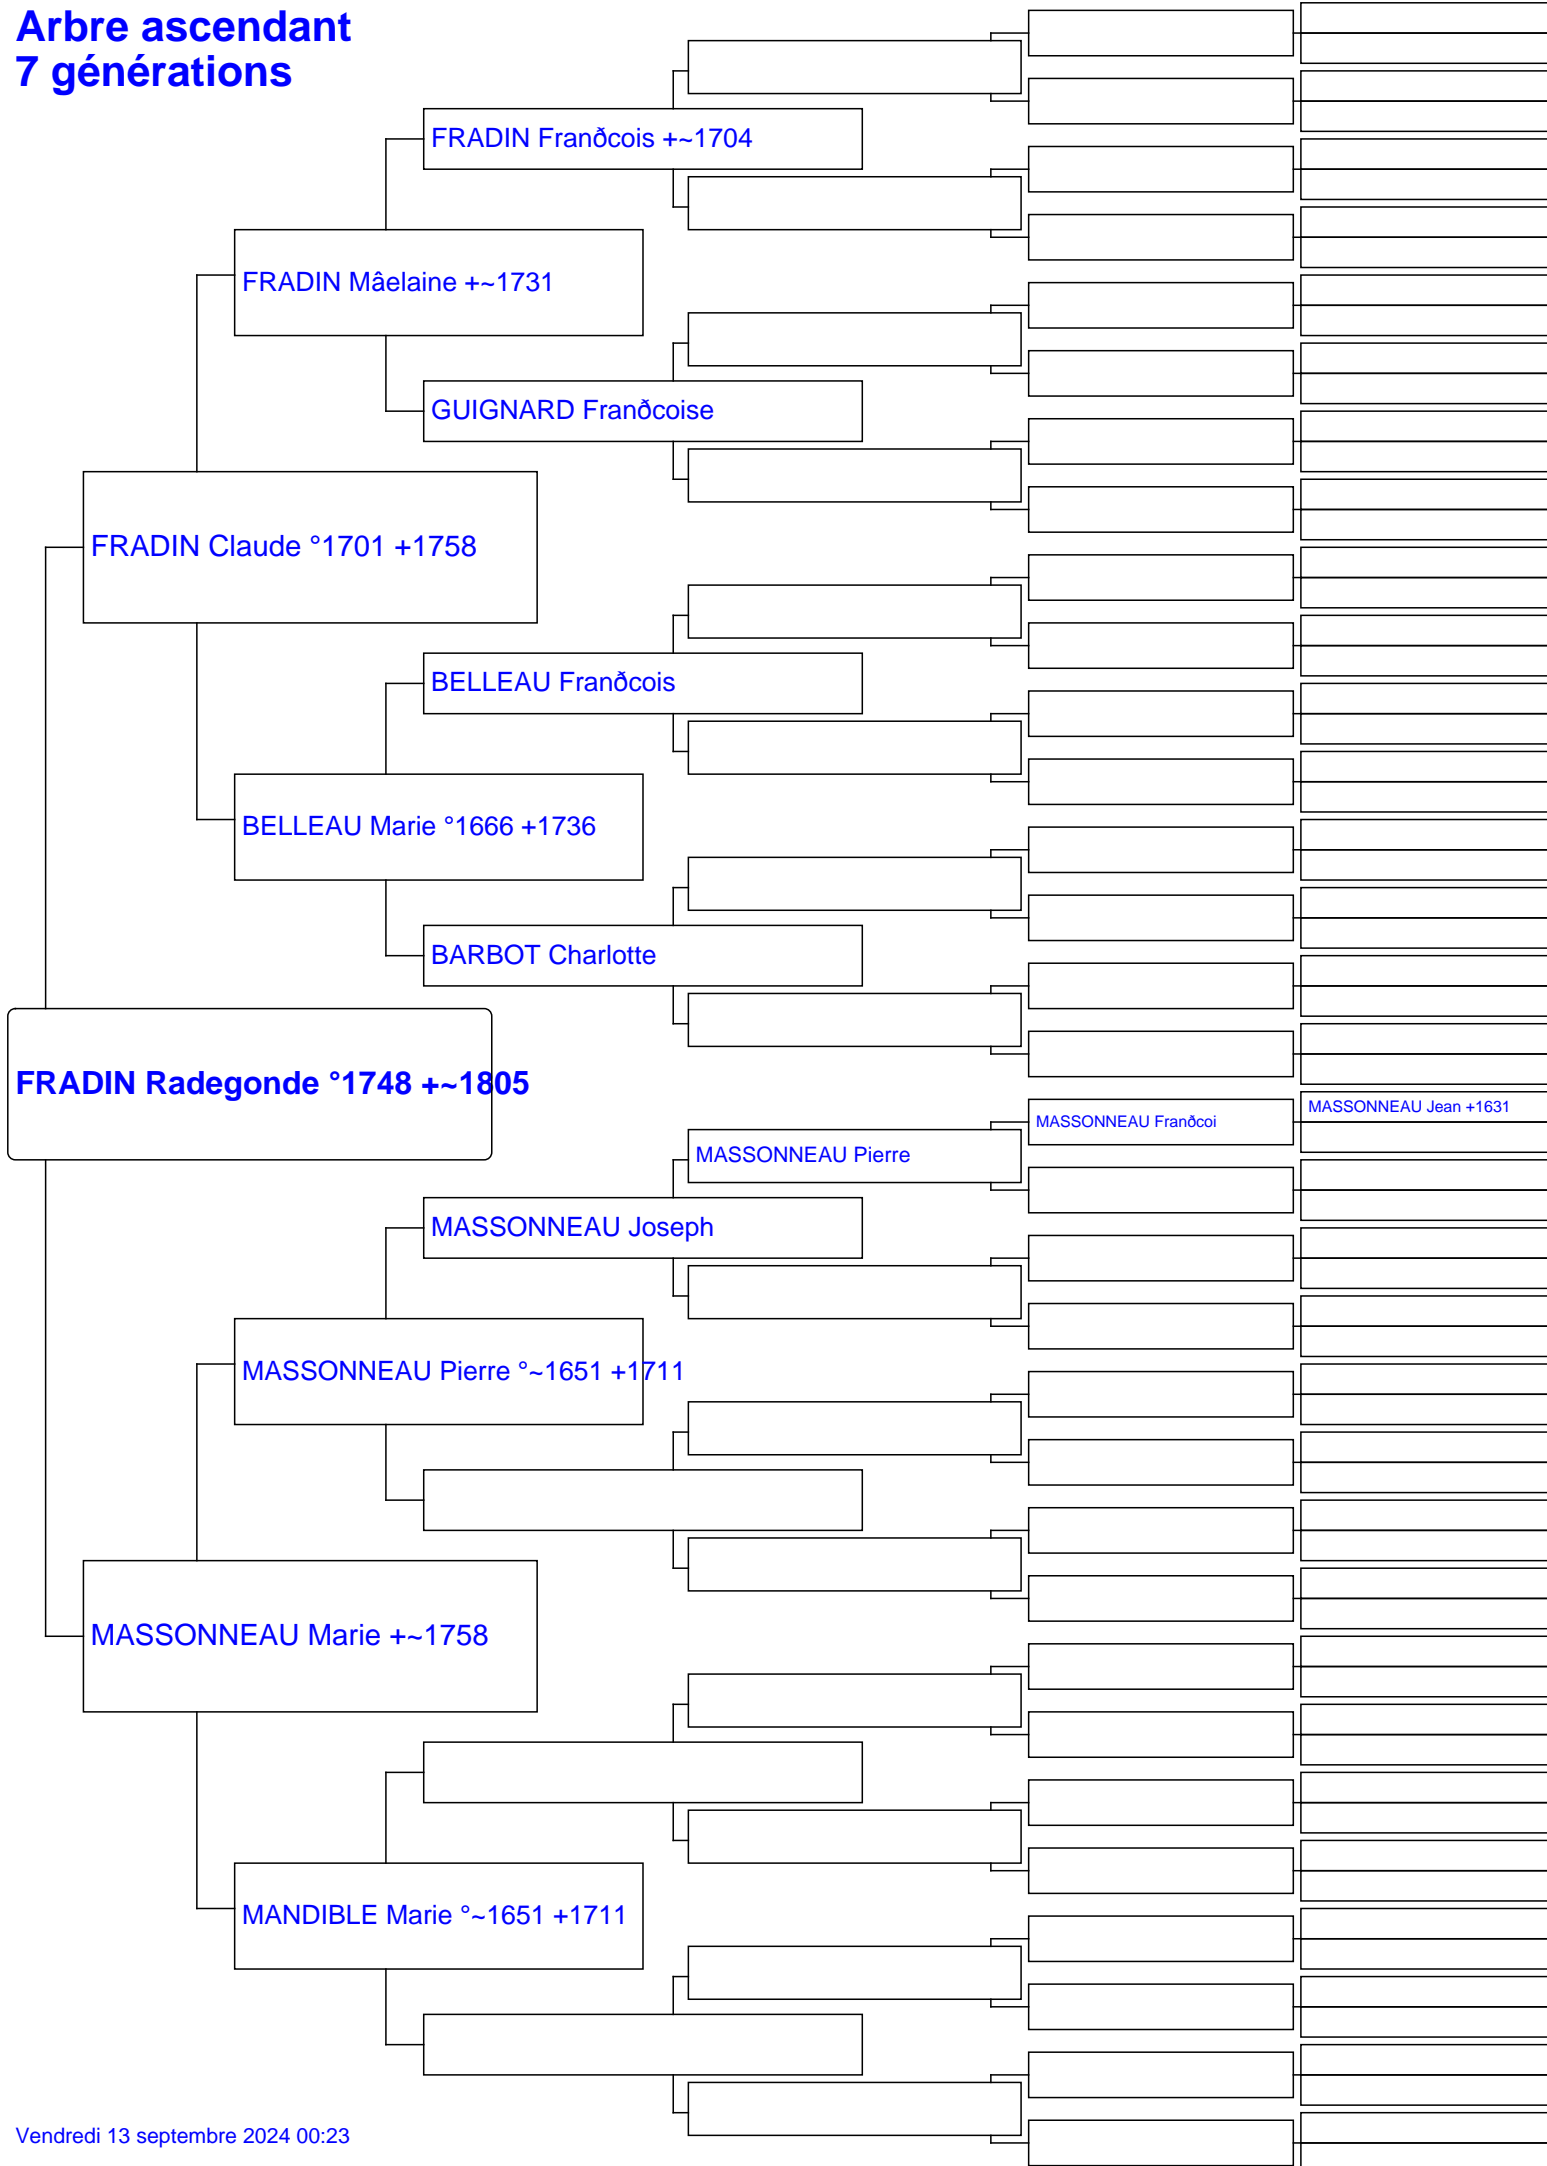 Arbre ascendant
7 générations
FRADIN Franðcois +~1704
FRADIN Mâelaine +~1731
GUIGNARD Franðcoise
FRADIN Claude °1701 +1758
BELLEAU Franðcois
BELLEAU Marie °1666 +1736
BARBOT Charlotte
FRADIN Radegonde °1748 +~1805
MASSONNEAU Jean +1631
MASSONNEAU Franðcoi
MASSONNEAU Pierre
MASSONNEAU Joseph
MASSONNEAU Pierre °~1651 +1711
MASSONNEAU Marie +~1758
MANDIBLE Marie °~1651 +1711
Vendredi 13 septembre 2024 00:23